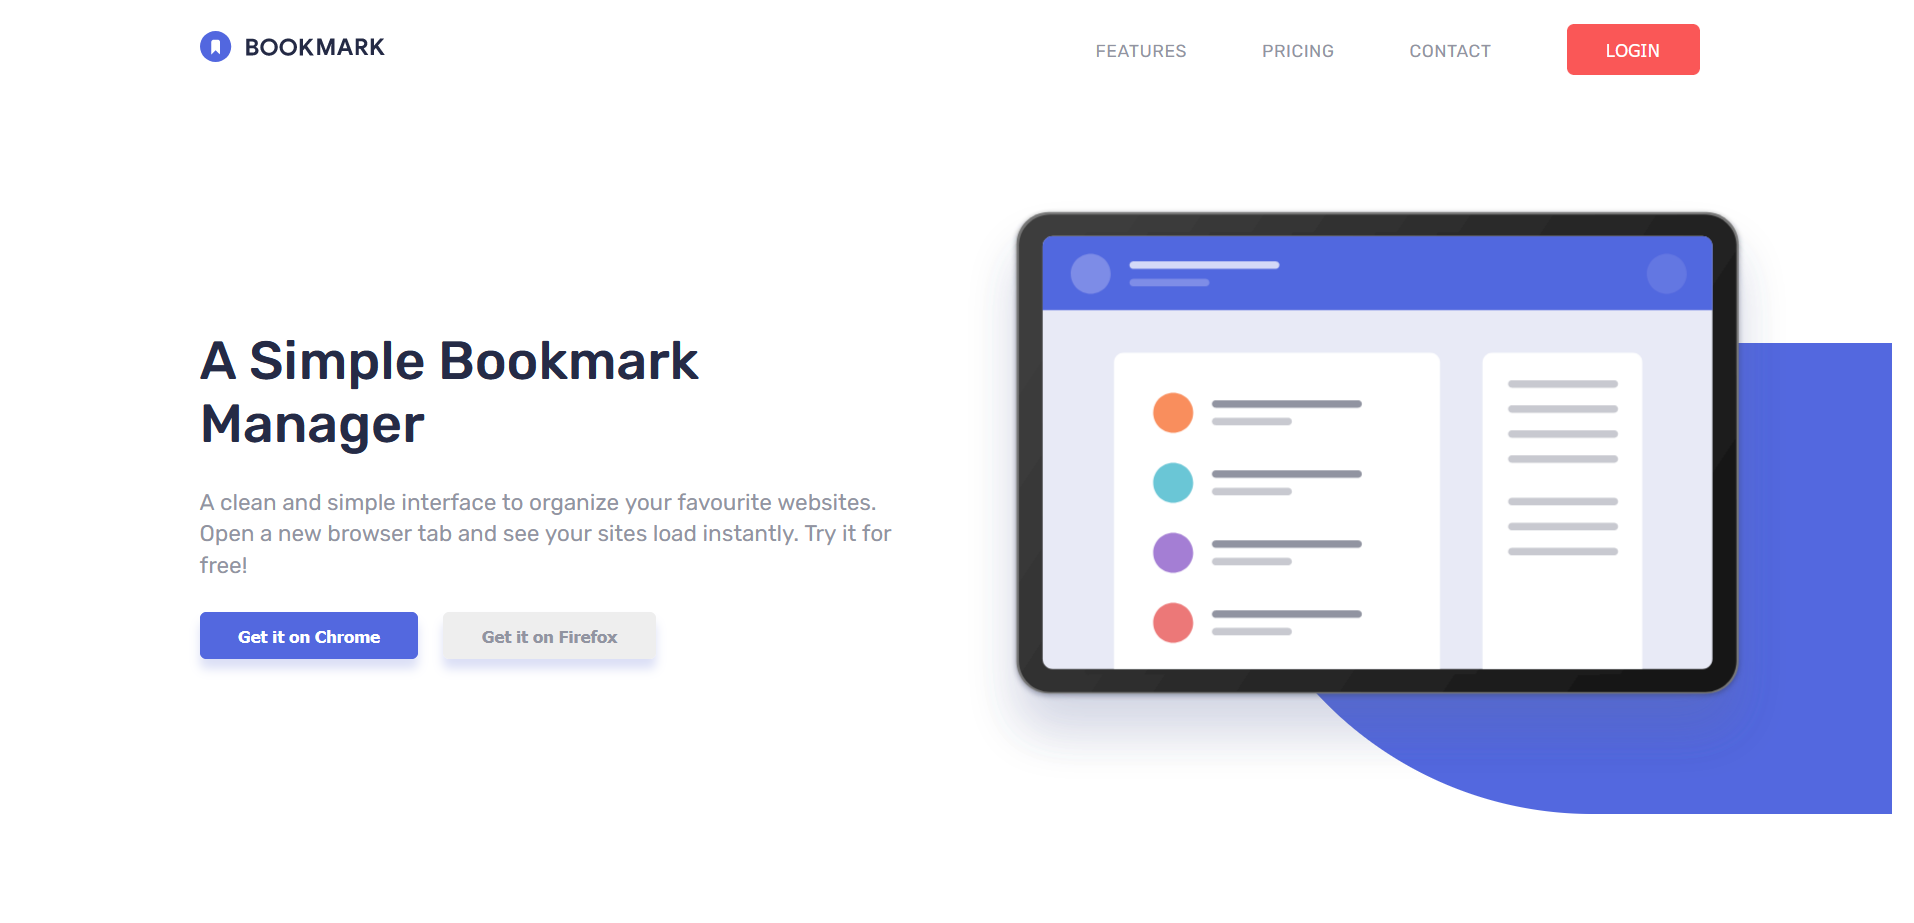 BOOKMARK
FEATURES
PRICING
CONTACT
LOGIN
A Simple Bookmark
Manager
A clean and simple interface to organize your favourite websites.
Open a new browser tab and see your sites load instantly. Try it for
free!
Get it on Chrome
Get it on Firefox